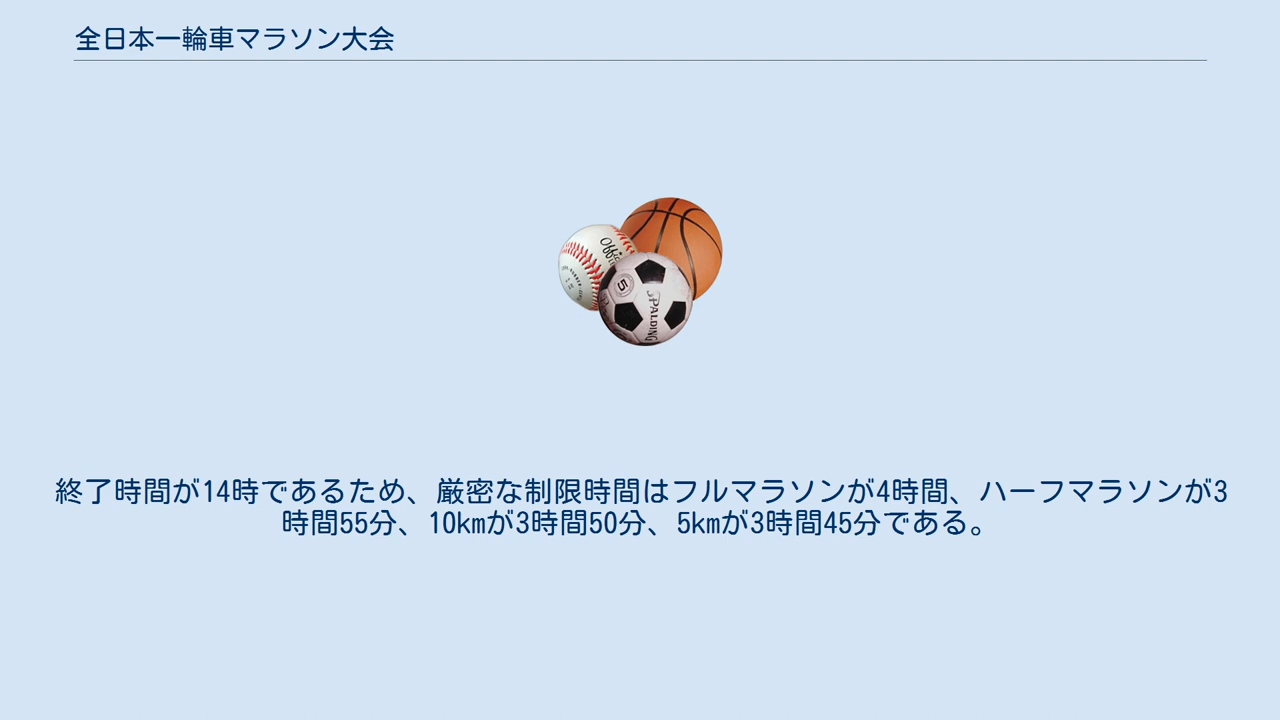 全日本一輪車マラソン大会
Offici
5
SPALDING
終了時間が14時であるため、厳密な制限時間はフルマラソンが4時間、ハーフマラソンが3
時間55分、10kmが3時間50分、5kmが3時間45分である。